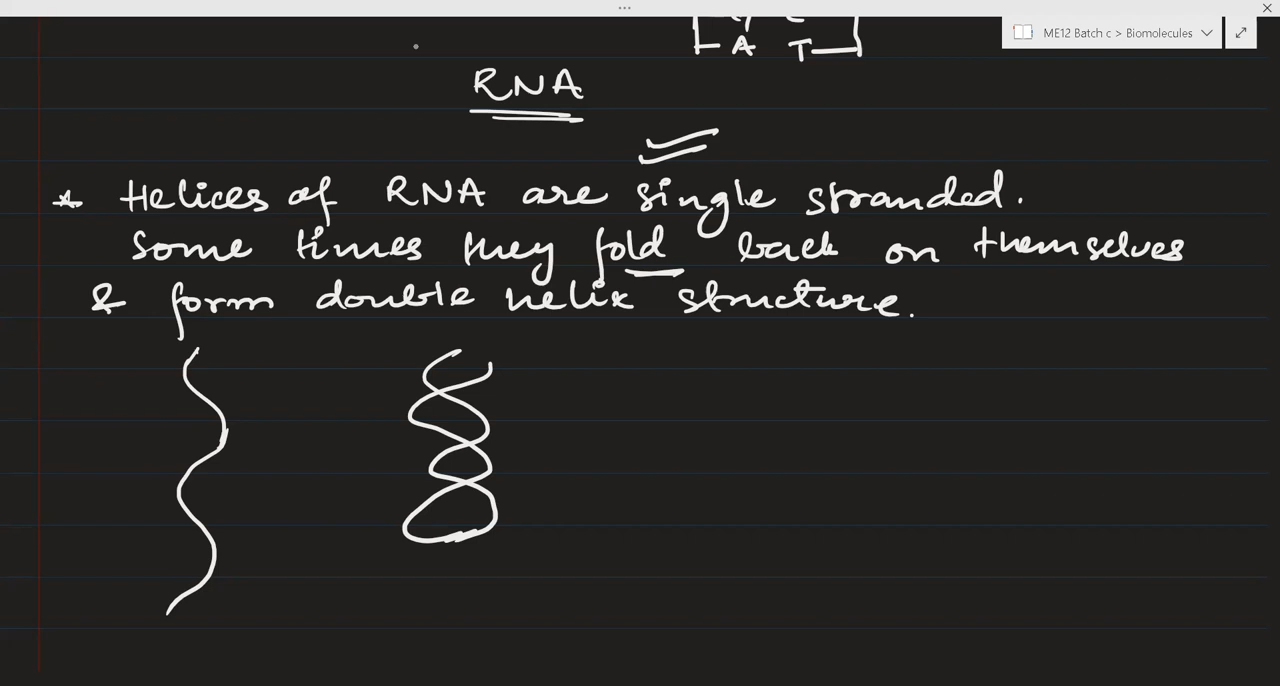 ME12 Batch c > Biomolecules
A T
RNA
* Helices of RNA are single stranded.
Some times they fold back on themselves
& form double helix structure.